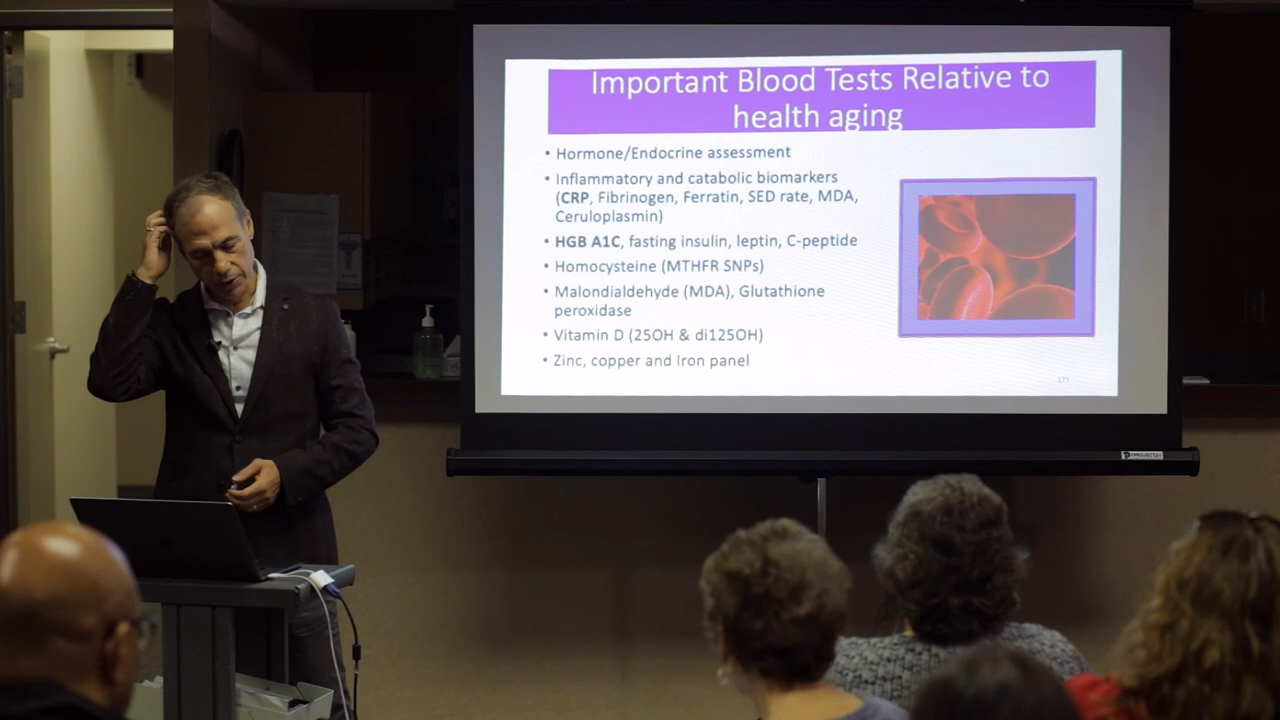 Important Blood Tests Relative to
health aging
• Hormone/Endocrine assessment
• Inflammatory and catabolic biomarkers
(CRP, Fibrinogen, Ferratin, SED rate, MDA,
Ceruloplasmin)
• HGB A1C, fasting insulin, leptin, C-peptide
• Homocysteine (MTHFR SNPs)
• Malondialdehyde (MDA), Glutathione
peroxidase
• Vitamin D (25OH & di125OH)
• Zinc, copper and Iron panel